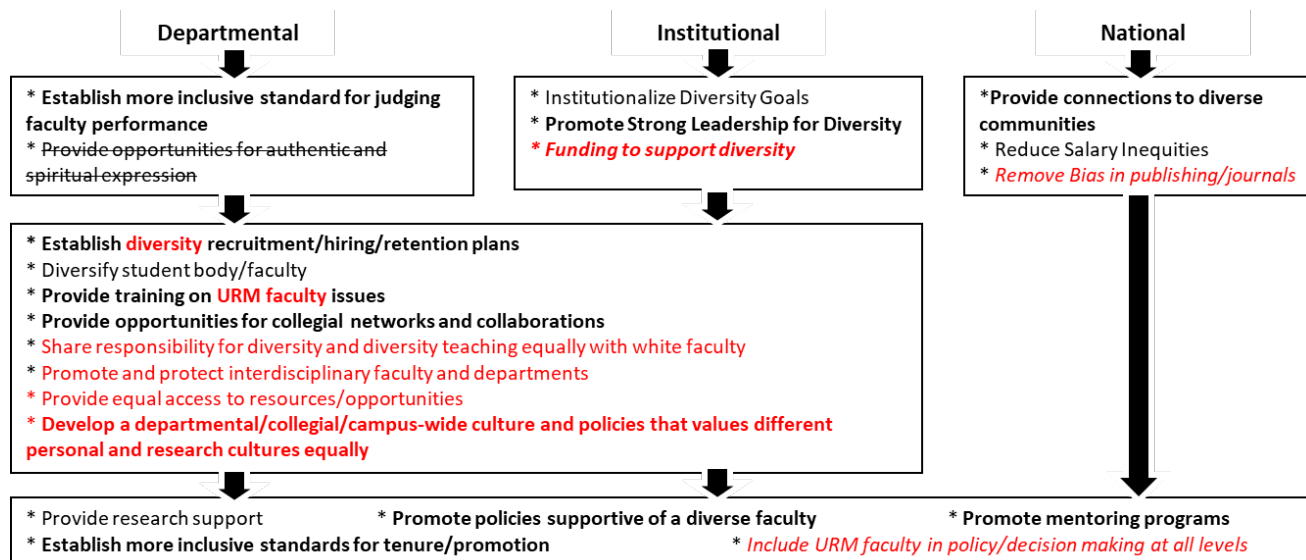 Departmental
Institutional
National
* Establish more inclusive standard for judging
faculty performance
* Provide opportunities for authentic and
spiritual expression
* Institutionalize Diversity Goals
* Promote Strong Leadership for Diversity
* Funding to support diversity
*Provide connections to diverse
communities
* Reduce Salary Inequities
* Remove Bias in publishing/journals
* Establish diversity recruitment/hiring/retention plans
* Diversify student body/faculty
* Provide training on URM faculty issues
* Provide opportunities for collegial networks and collaborations
* Share responsibility for diversity and diversity teaching equally with white faculty
* Promote and protect interdisciplinary faculty and departments
* Provide equal access to resources/opportunities
* Develop a departmental/collegial/campus-wide culture and policies that values different
personal and research cultures equally
* Provide research support
* Promote policies supportive of a diverse faculty
* Promote mentoring programs
* Establish more inclusive standards for tenure/promotion
* Include URM faculty in policy/decision making at all levels